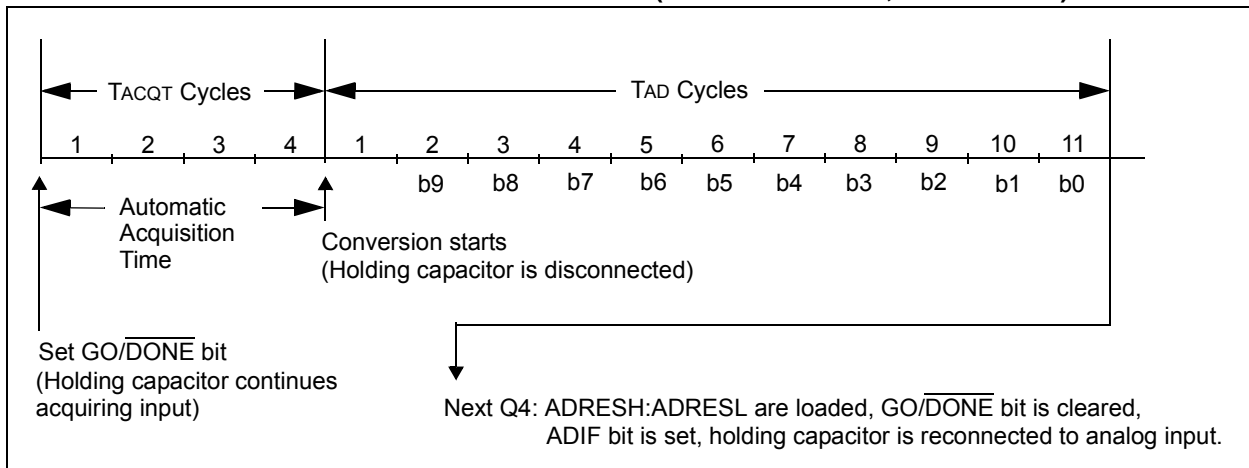 TACQT Cycles
TAD Cycles
1 2 3 4 1 2 3 4 5 6 7 8 9 10 11
b9 b8 b7 b6 b5 b4 b3 b2 b1 b0
Automatic
Acquisition
Time
Conversion starts
(Holding capacitor is disconnected)
Set GO/DONE bit
(Holding capacitor continues
acquiring input)
Next Q4: ADRESH:ADRESL are loaded, GO/DONE bit is cleared,
ADIF bit is set, holding capacitor is reconnected to analog input.